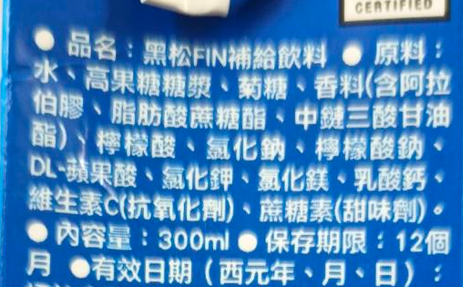 CERTIFIED
● 品名：黑松FIN補給飲料 ● 原料：
水、高果糖糖漿、菊糖、香料(含阿拉
伯膠、脂肪酸蔗糖酯、中鏈三酸甘油
酯)、檸檬酸、氯化鈉、檸檬酸鈉、
DL-蘋果酸、氯化鉀、氯化鎂、乳酸鈣、
維生素C(抗氧化劑)、蔗糖素(甜味劑)。
● 內容量：300ml ● 保存期限：12個
月 ●有效日期（西元年、月、日）：